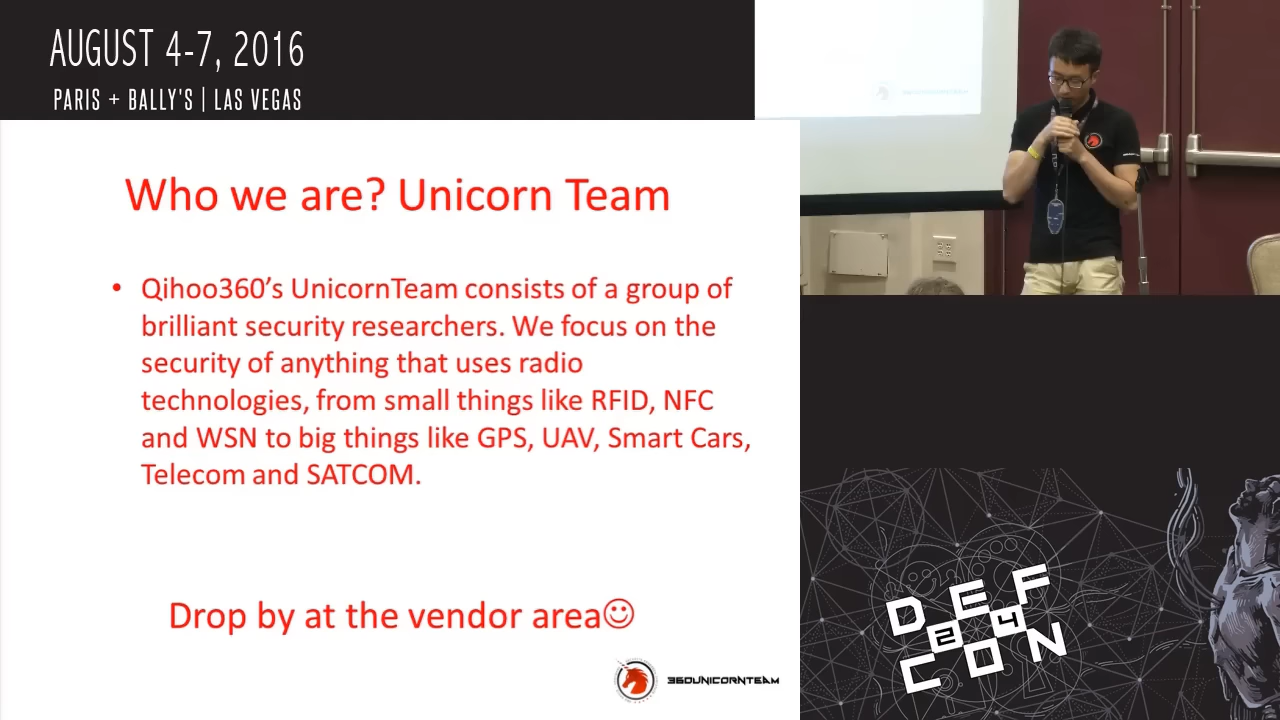 AUGUST 4-7, 2016
PARIS + BALLY'S | LAS VEGAS
Who we are? Unicorn Team
• Qihoo360's UnicornTeam consists of a group of
brilliant security researchers. We focus on the
security of anything that uses radio
technologies, from small things like RFID, NFC
and WSN to big things like GPS, UAV, Smart Cars,
Telecom and SATCOM.
Drop by at the vendor area☺
360UNICORNTEAM
DEF
24
CON